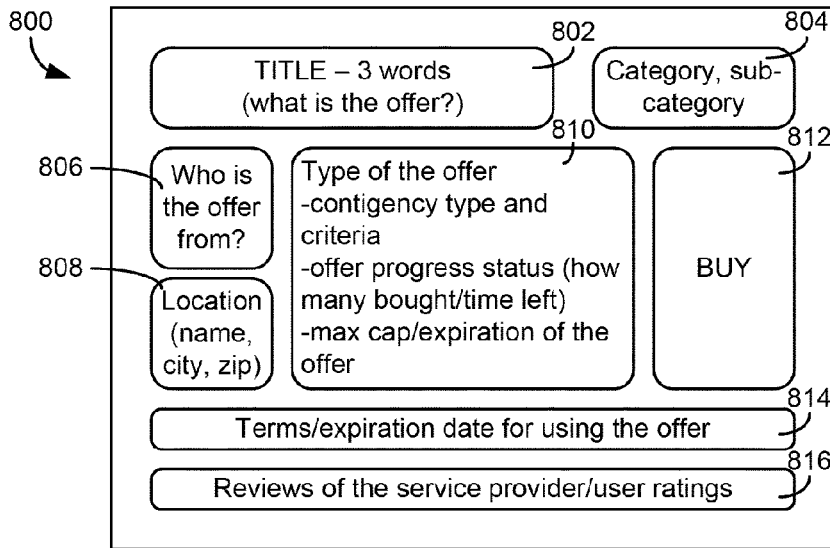 800
802
804
TITLE – 3 words
(what is the offer?)
Category, sub-
category
806
810
812
Who is
the offer
from?
Type of the offer
-contigency type and
criteria
-offer progress status (how
many bought/time left)
-max cap/expiration of the
offer
BUY
808
Location
(name,
city, zip)
814
Terms/expiration date for using the offer
816
Reviews of the service provider/user ratings